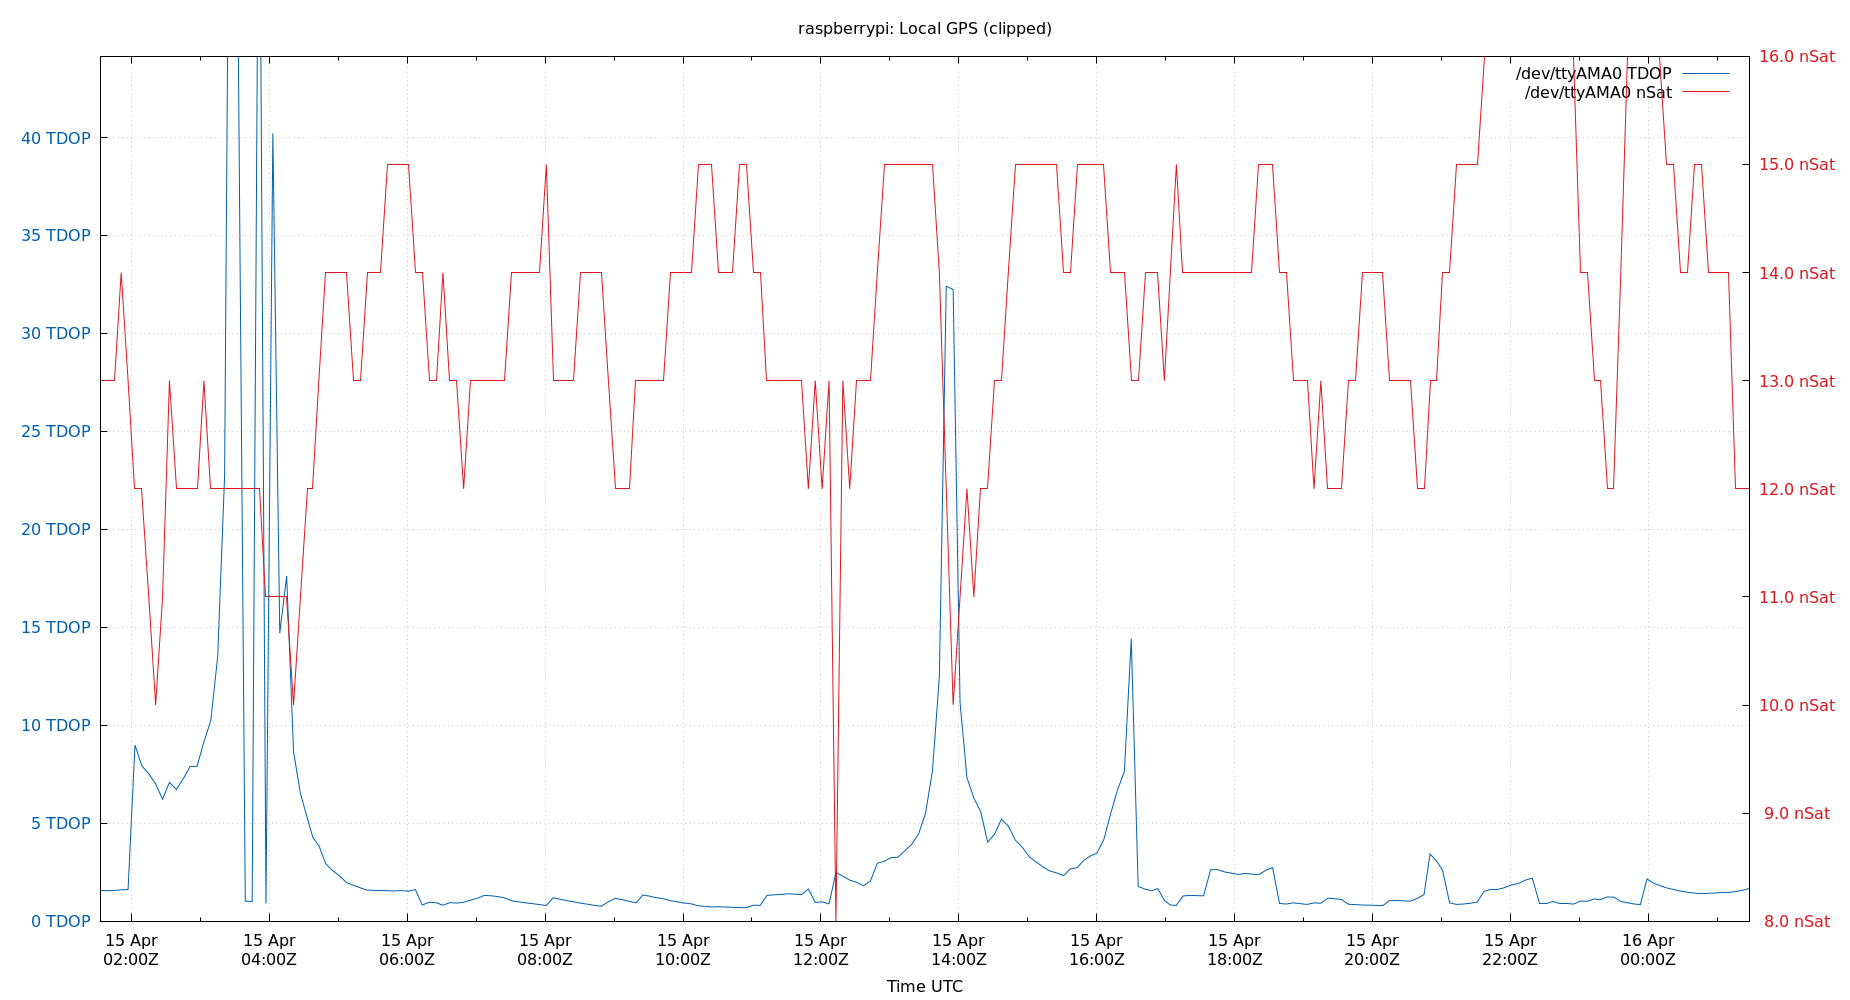 raspberrypi: Local GPS (clipped)
/dev/ttyAMA0 TDOP
/dev/ttyAMA0 nSat
40 TDOP
35 TDOP
30 TDOP
25 TDOP
20 TDOP
15 TDOP
10 TDOP
5 TDOP
0 TDOP
16.0 nSat
15.0 nSat
14.0 nSat
13.0 nSat
12.0 nSat
11.0 nSat
10.0 nSat
9.0 nSat
8.0 nSat
15 Apr 15 Apr 15 Apr 15 Apr 15 Apr 15 Apr 15 Apr 15 Apr 15 Apr 15 Apr 15 Apr 16 Apr
02:00Z 04:00Z 06:00Z 08:00Z 10:00Z 12:00Z 14:00Z 16:00Z 18:00Z 20:00Z 22:00Z 00:00Z
Time UTC